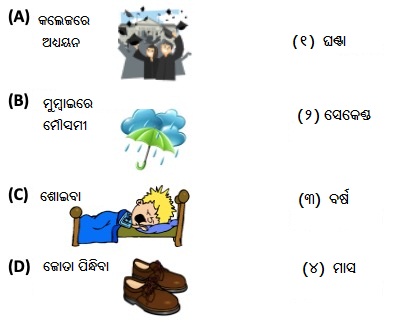 (A) କଲେଜରେ
ଅଧ୍ୟୟନ
(୧) ଘଣ୍ଟା
(B) ମୁମ୍ବାଇରେ
ମୌସମୀ
(୨) ସେକେଣ୍ଡ
(C) ଶୋଇବା
(୩) ବର୍ଷ
(D) ଜୋତା ପିନ୍ଧିବା
(୪) ମାସ